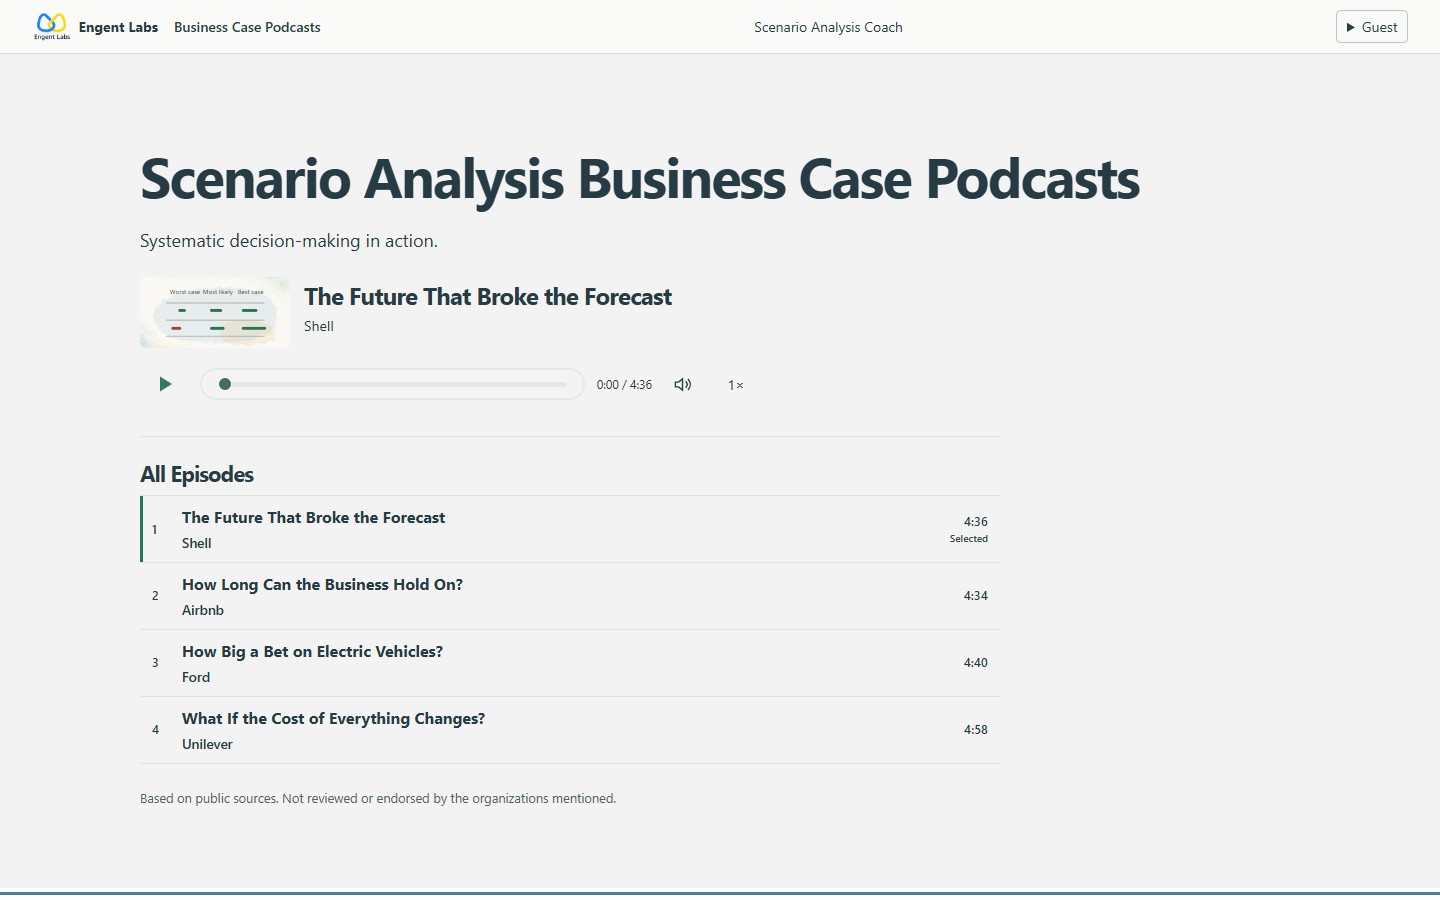 Engent Labs
Engent Labs
Business Case Podcasts
Scenario Analysis Coach
▶ Guest
Scenario Analysis Business Case Podcasts
Systematic decision-making in action.
Worst case Most likely Best case
The Future That Broke the Forecast
Shell
0:00 / 4:36
1×
All Episodes
1
The Future That Broke the Forecast
Shell
4:36
Selected
2
How Long Can the Business Hold On?
Airbnb
4:34
3
How Big a Bet on Electric Vehicles?
Ford
4:40
4
What If the Cost of Everything Changes?
Unilever
4:58
Based on public sources. Not reviewed or endorsed by the organizations mentioned.